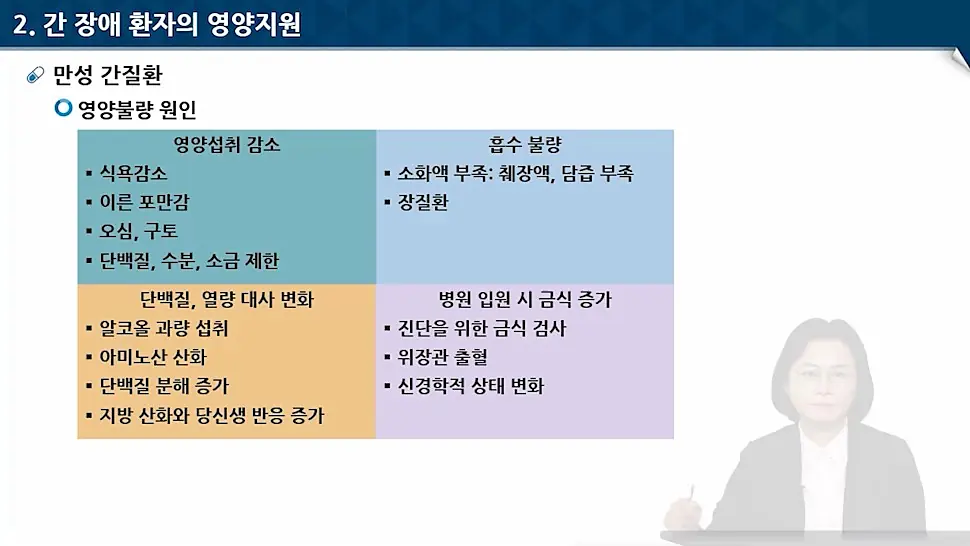 2. 간 장애 환자의 영양지원
만성 간질환
영양불량 원인
영양섭취 감소
▪ 식욕감소
▪ 이른 포만감
▪ 오심, 구토
▪ 단백질, 수분, 소금 제한
흡수 불량
▪ 소화액 부족: 췌장액, 담즙 부족
▪ 장질환
단백질, 열량 대사 변화
▪ 알코올 과량 섭취
▪ 아미노산 산화
▪ 단백질 분해 증가
▪ 지방 산화와 당신생 반응 증가
병원 입원 시 금식 증가
▪ 진단을 위한 금식 검사
▪ 위장관 출혈
▪ 신경학적 상태 변화